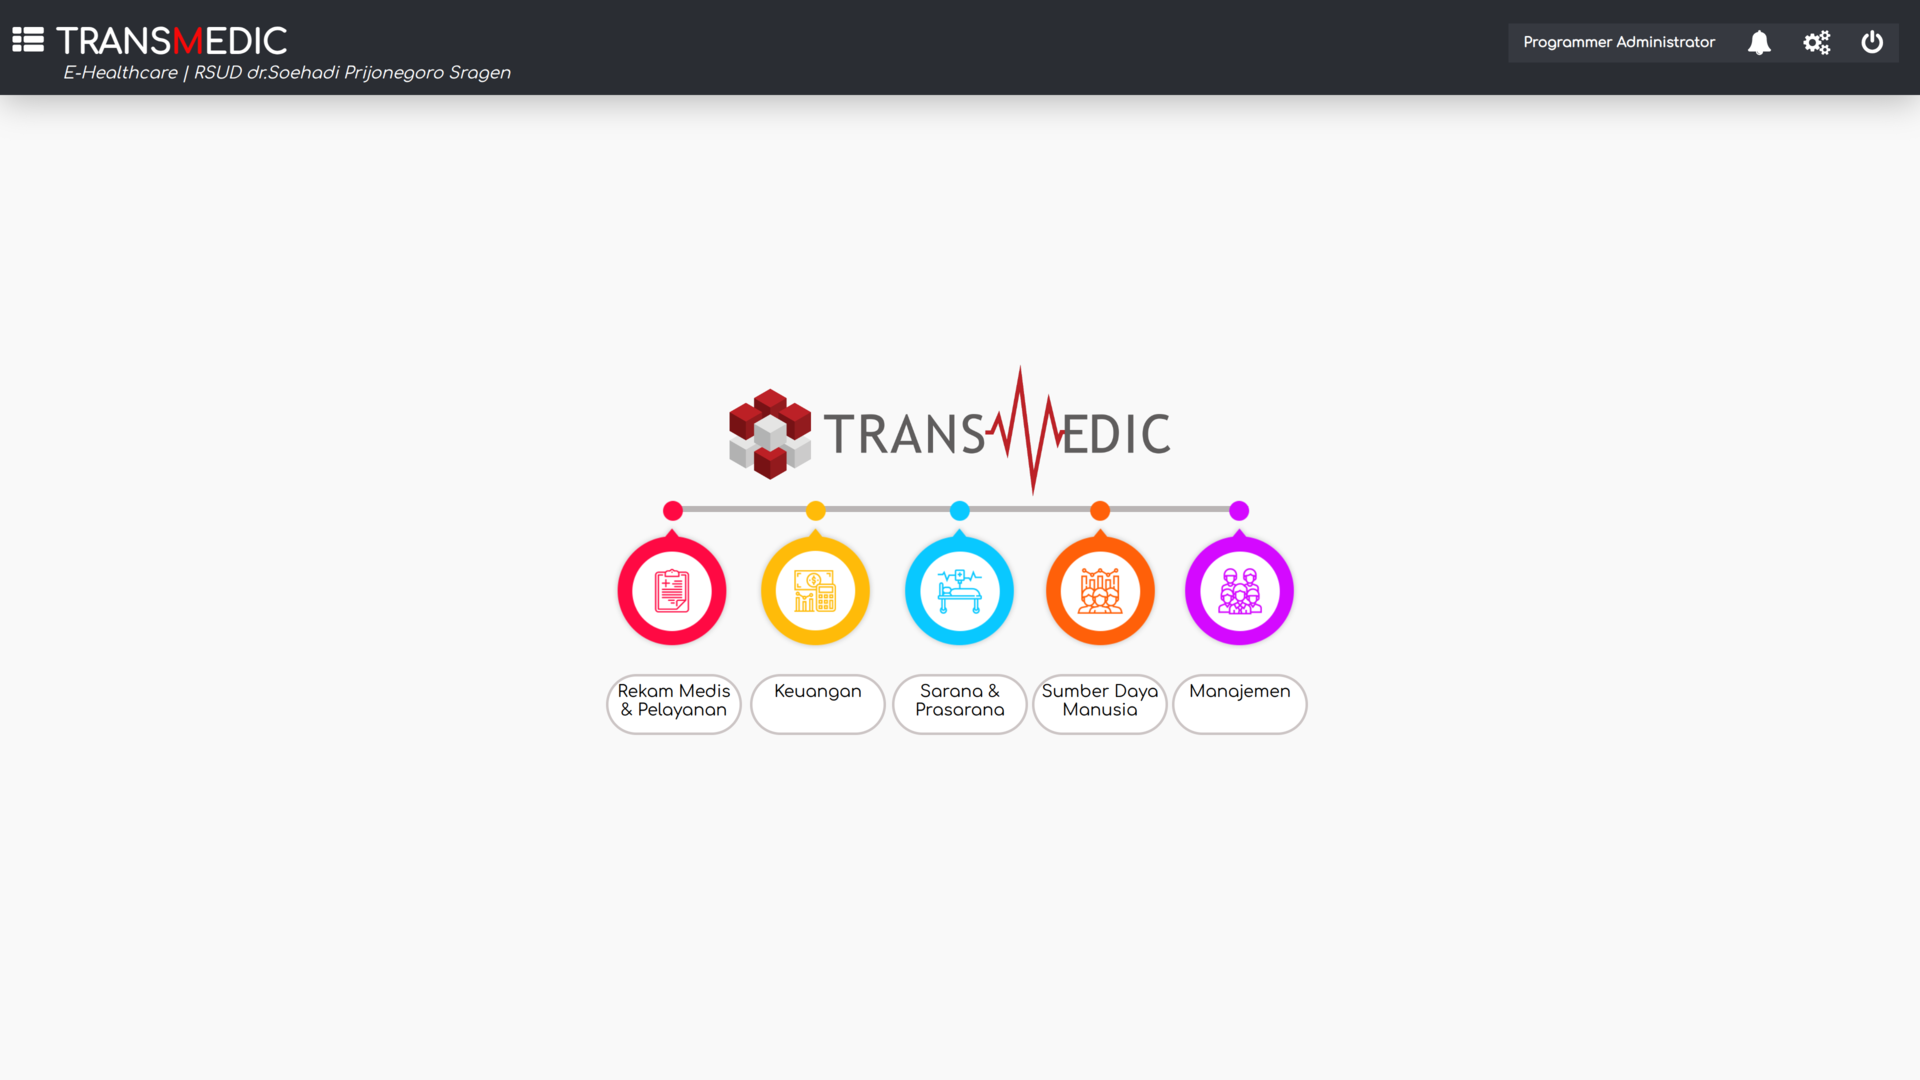 TRANSMEDIC
E-Healthcare | RSUD dr.Soehadi Prijonegoro Sragen
Programmer Administrator
TRANSMEDIC
Rekam Medis
& Pelayanan
Keuangan
Sarana &
Prasarana
Sumber Daya
Manusia
Manajemen